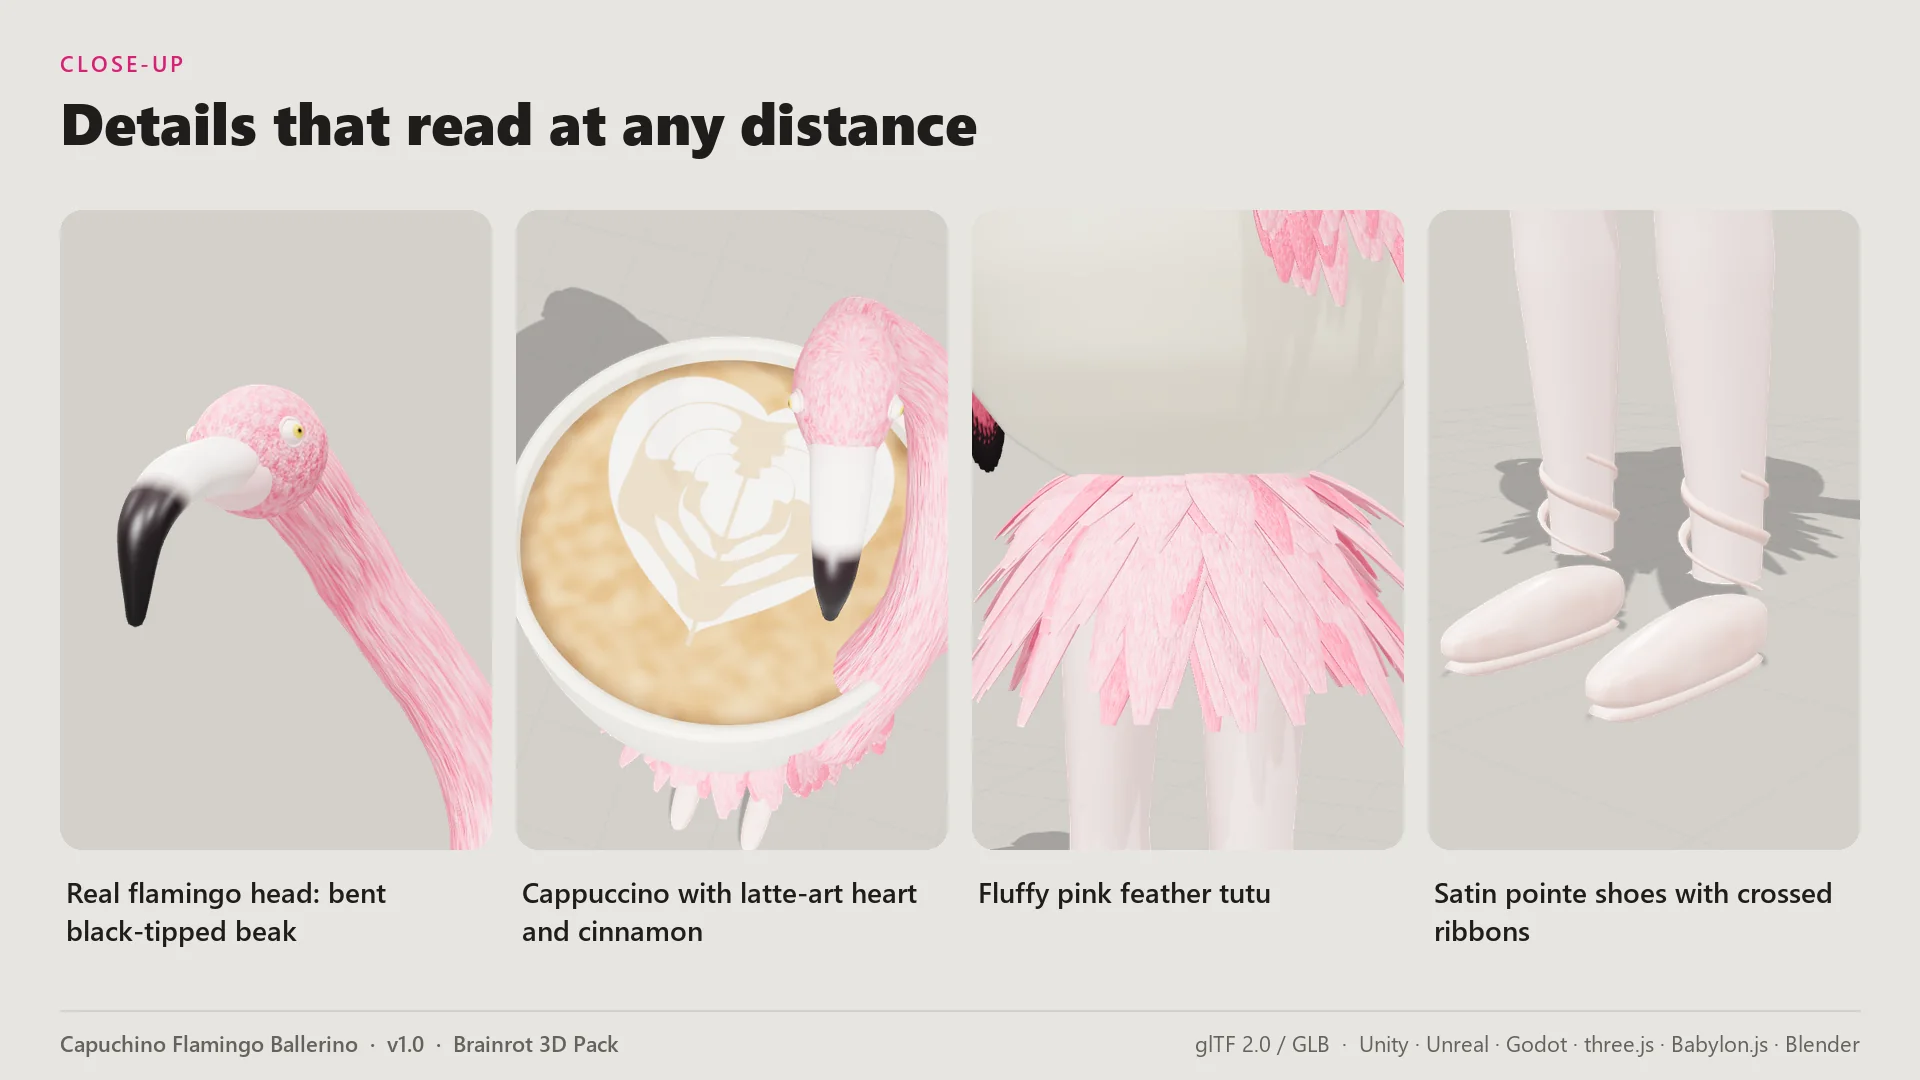 CLOSE-UP
Details that read at any distance
Real flamingo head: bent
black-tipped beak
Cappuccino with latte-art heart
and cinnamon
Fluffy pink feather tutu
Satin pointe shoes with crossed
ribbons
Capuchino Flamingo Ballerino · v1.0 · Brainrot 3D Pack
glTF 2.0 / GLB · Unity · Unreal · Godot · three.js · Babylon.js · Blender